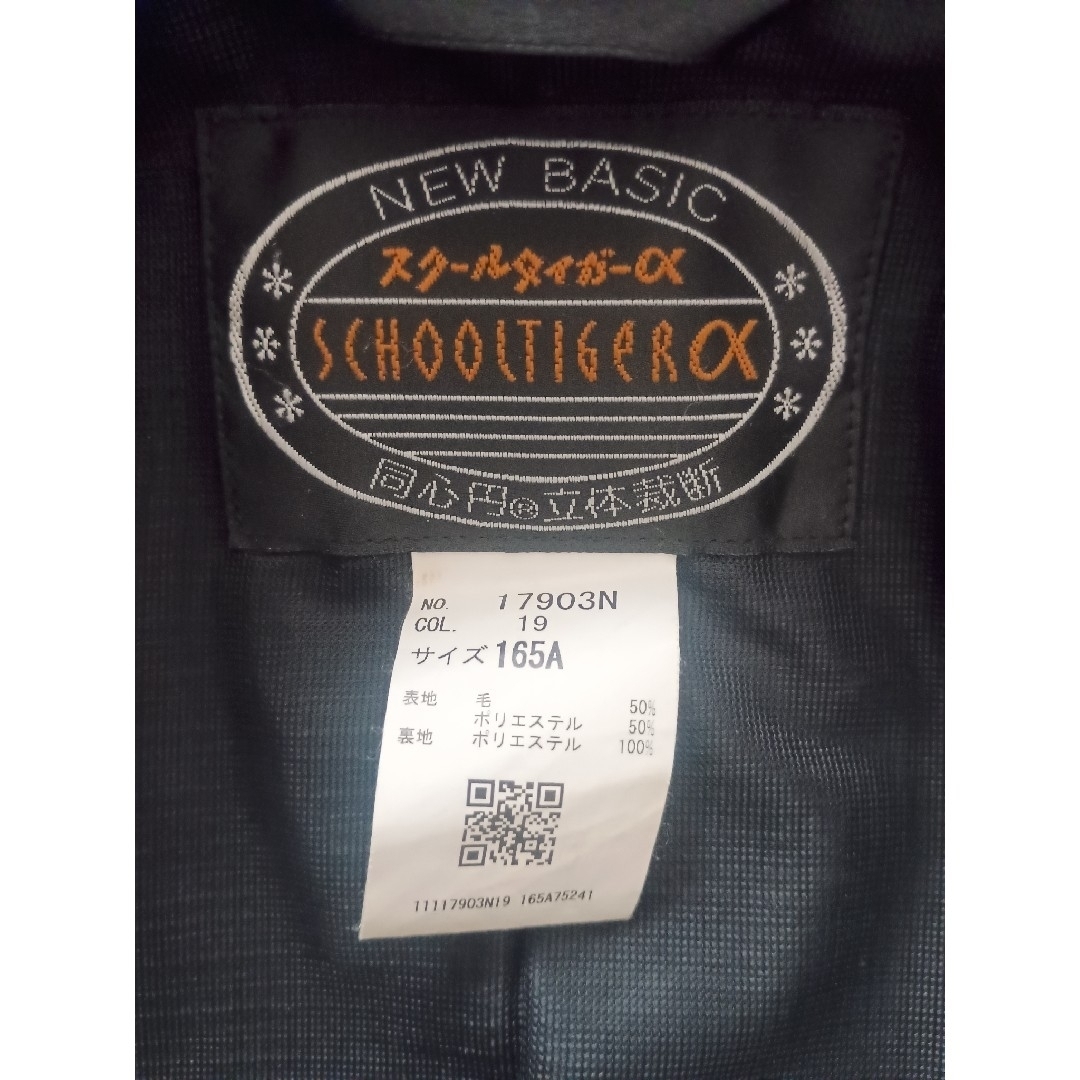 NEW BASIC
スクールタイガーα
SCHOOLTIGERα
同心円®立体裁断
NO. 17903N
COL. 19
サイズ 165A
表地 毛 50%
ポリエステル 50%
裏地 ポリエステル 100%
11117903N19 165A75241